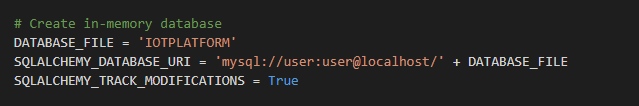 # Create in-memory database
DATABASE_FILE = 'IOTPLATFORM'
SQLALCHEMY_DATABASE_URI = 'mysql://user:user@localhost/' + DATABASE_FILE
SQLALCHEMY_TRACK_MODIFICATIONS = True